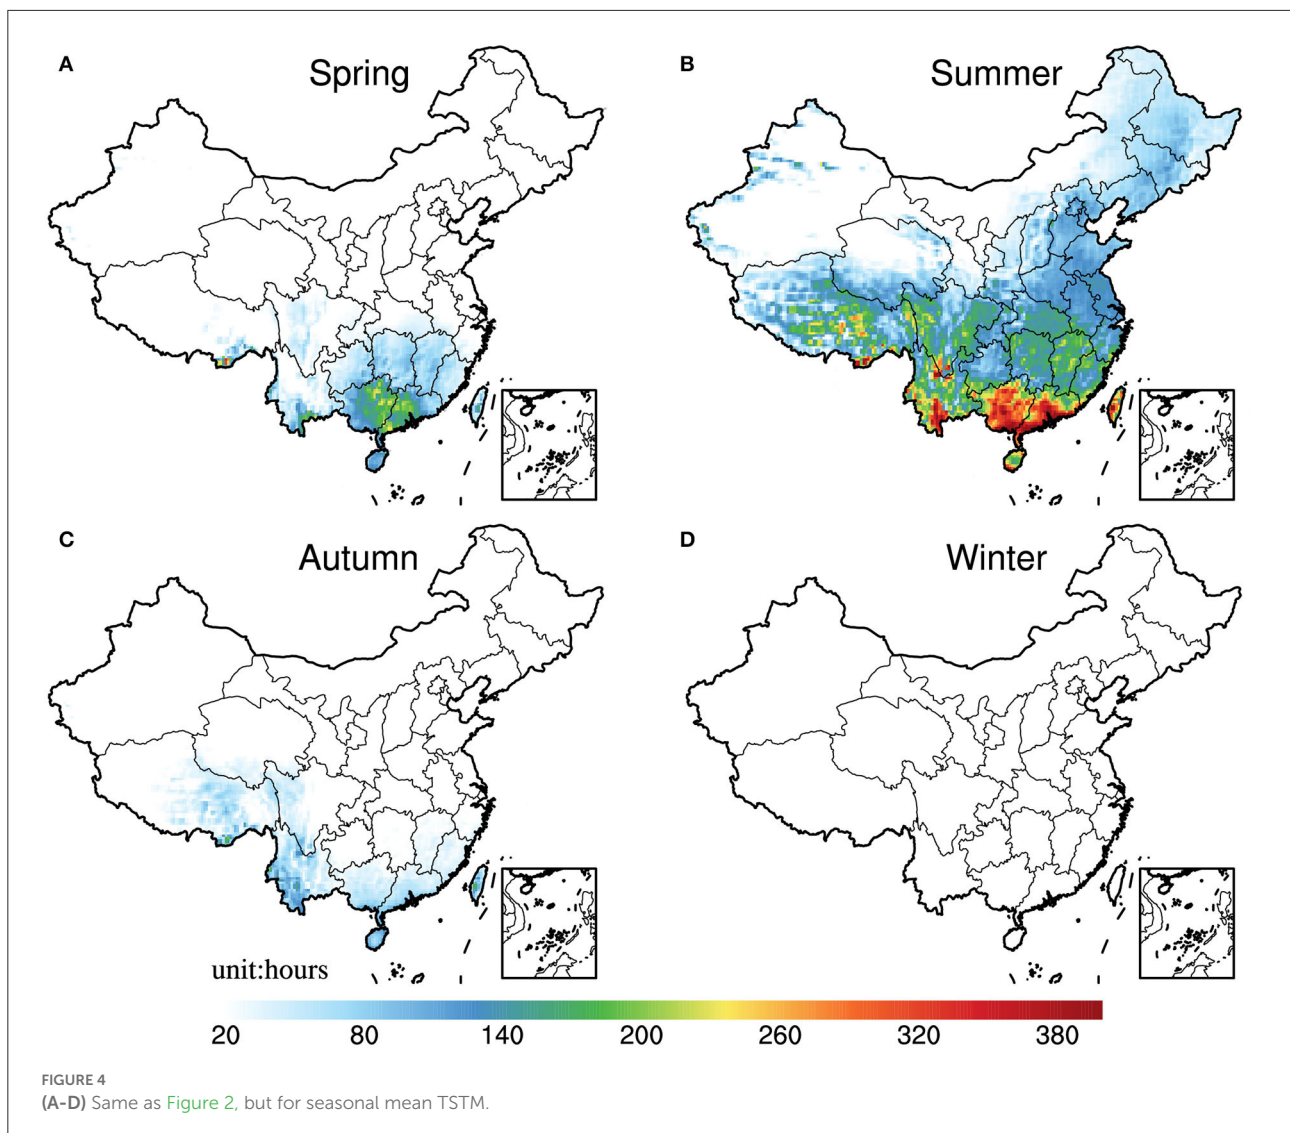 A
Spring
B
Summer
C
Autumn
D
Winter
unit:hours
20 80 140 200 260 320 380
FIGURE 4
(A-D) Same as Figure 2, but for seasonal mean TSTM.